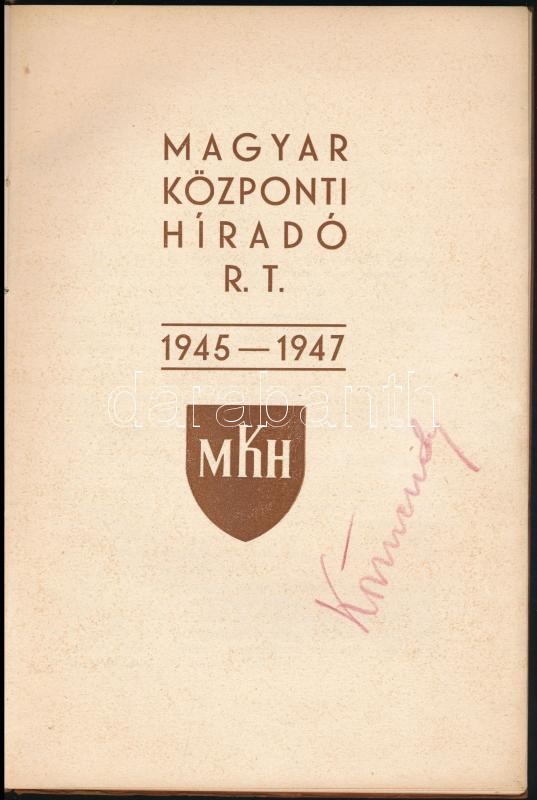 MAGYAR
KÖZPONTI
HÍRADÓ
R. T.
1945 — 1947
darabanth
MKH